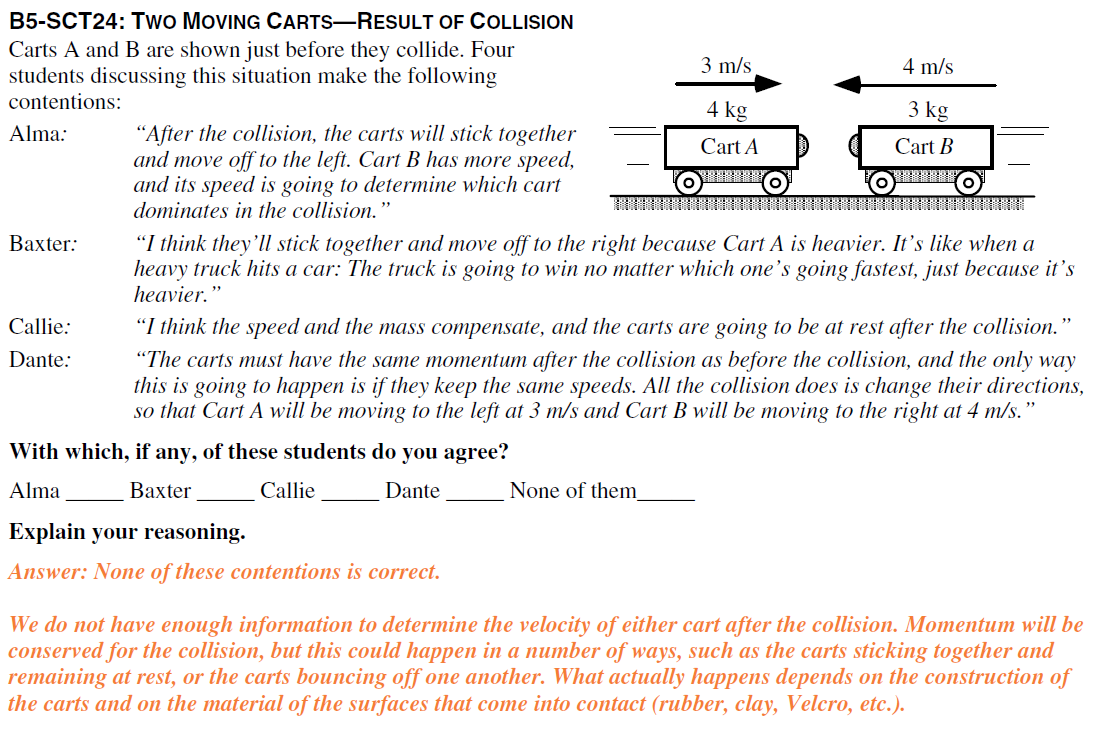 B5-SCT24: TWO MOVING CARTS—RESULT OF COLLISION
Carts A and B are shown just before they collide. Four
students discussing this situation make the following
contentions:
3 m/s
4 m/s
4 kg
3 kg
Cart A
Cart B
Alma: “After the collision, the carts will stick together
and move off to the left. Cart B has more speed,
and its speed is going to determine which cart
dominates in the collision.”
Baxter: “I think they’ll stick together and move off to the right because Cart A is heavier. It’s like when a
heavy truck hits a car: The truck is going to win no matter which one’s going fastest, just because it’s
heavier.”
Callie: “I think the speed and the mass compensate, and the carts are going to be at rest after the collision.”
Dante: “The carts must have the same momentum after the collision as before the collision, and the only way
this is going to happen is if they keep the same speeds. All the collision does is change their directions,
so that Cart A will be moving to the left at 3 m/s and Cart B will be moving to the right at 4 m/s.”
With which, if any, of these students do you agree?
Alma _____ Baxter _____ Callie _____ Dante _____ None of them_____
Explain your reasoning.
Answer: None of these contentions is correct.
We do not have enough information to determine the velocity of either cart after the collision. Momentum will be
conserved for the collision, but this could happen in a number of ways, such as the carts sticking together and
remaining at rest, or the carts bouncing off one another. What actually happens depends on the construction of
the carts and on the material of the surfaces that come into contact (rubber, clay, Velcro, etc.).